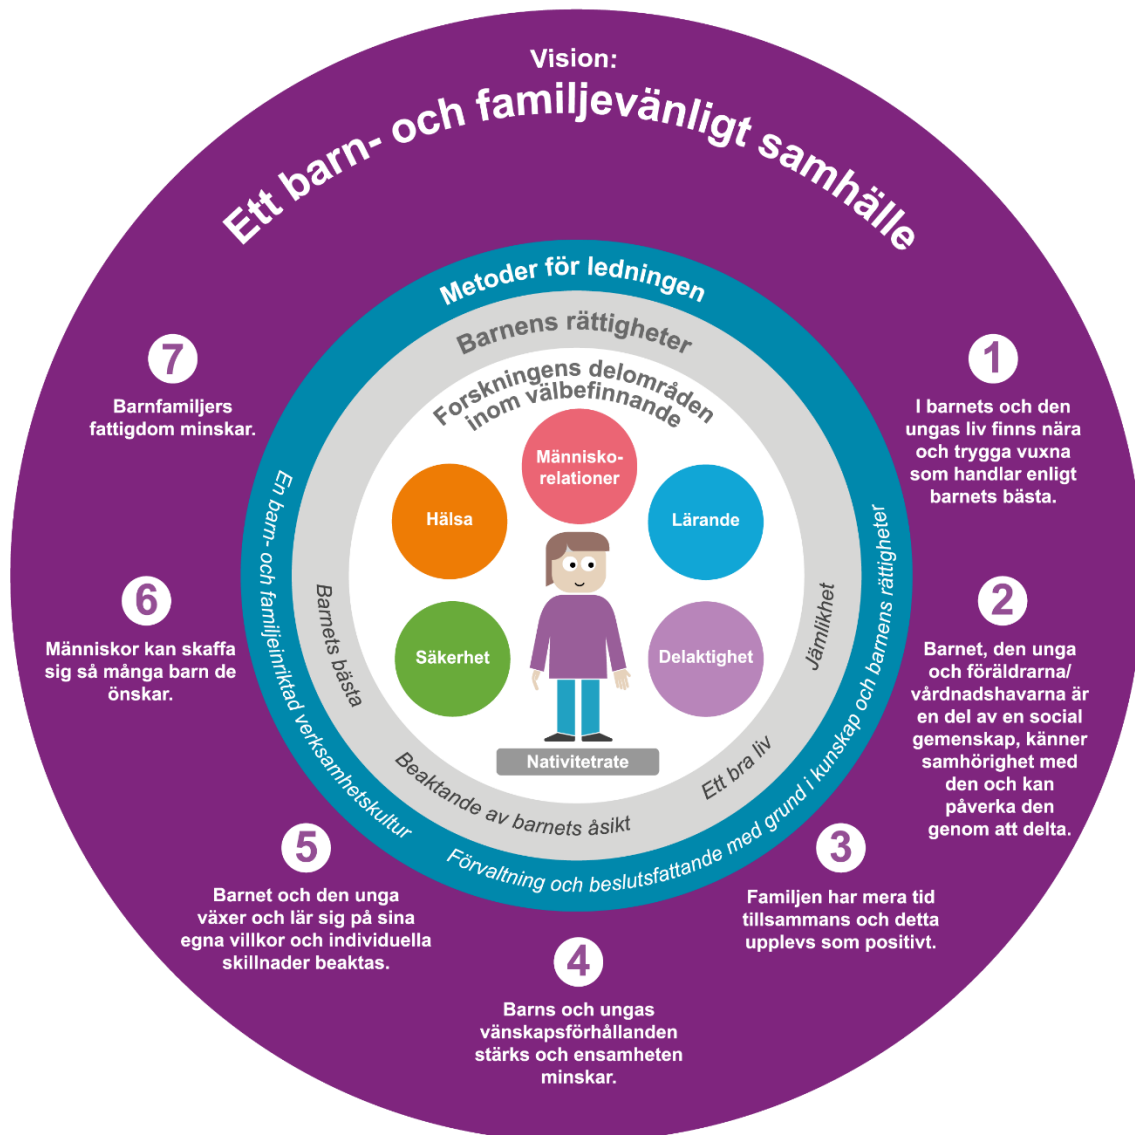 Vision:
Ett barn- och familjevänligt samhälle
Metoder för ledningen
Barnens rättigheter
Forskningens delområden
inom välbefinnande
Människo-
relationer
Hälsa
Lärande
Säkerhet
Delaktighet
Nativitetrate
Barnets bästa
Beaktande av barnets åsikt
Ett bra liv
Jämlikhet
En barn- och familjeinriktad verksamhetskultur
Förvaltning och beslutsfattande med grund i kunskap och barnens rättigheter
1
I barnets och den
ungas liv finns nära
och trygga vuxna
som handlar enligt
barnets bästa.
2
Barnet, den unga
och föräldrarna/
vårdnadshavarna är
en del av en social
gemenskap, känner
samhörighet med
den och kan
påverka den
genom att delta.
3
Familjen har mera tid
tillsammans och detta
upplevs som positivt.
4
Barns och ungas
vänskapsförhållanden
stärks och ensamheten
minskar.
5
Barnet och den unga
växer och lär sig på sina
egna villkor och individuella
skillnader beaktas.
6
Människor kan skaffa
sig så många barn de
önskar.
7
Barnfamiljers
fattigdom minskar.